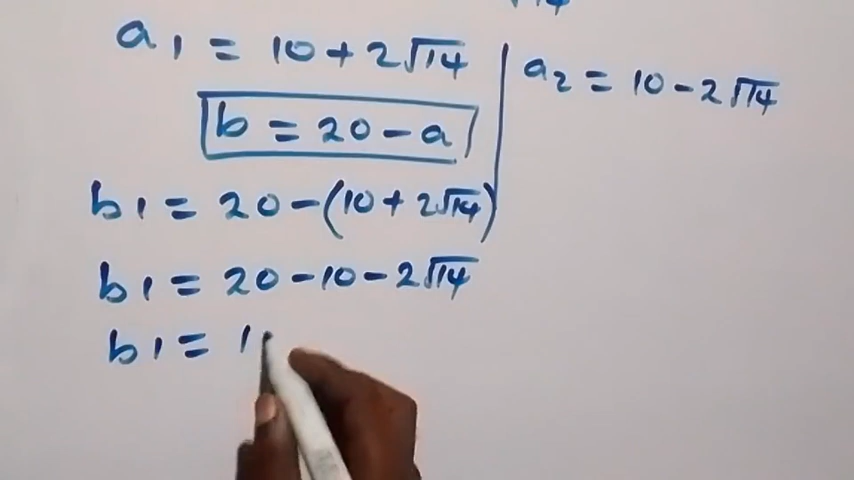 √14
a1 = 10 + 2√14
a2 = 10 - 2√14
b = 20 - a
b1 = 20 - (10 + 2√14)
b1 = 20 - 10 - 2√14
b1 = 1